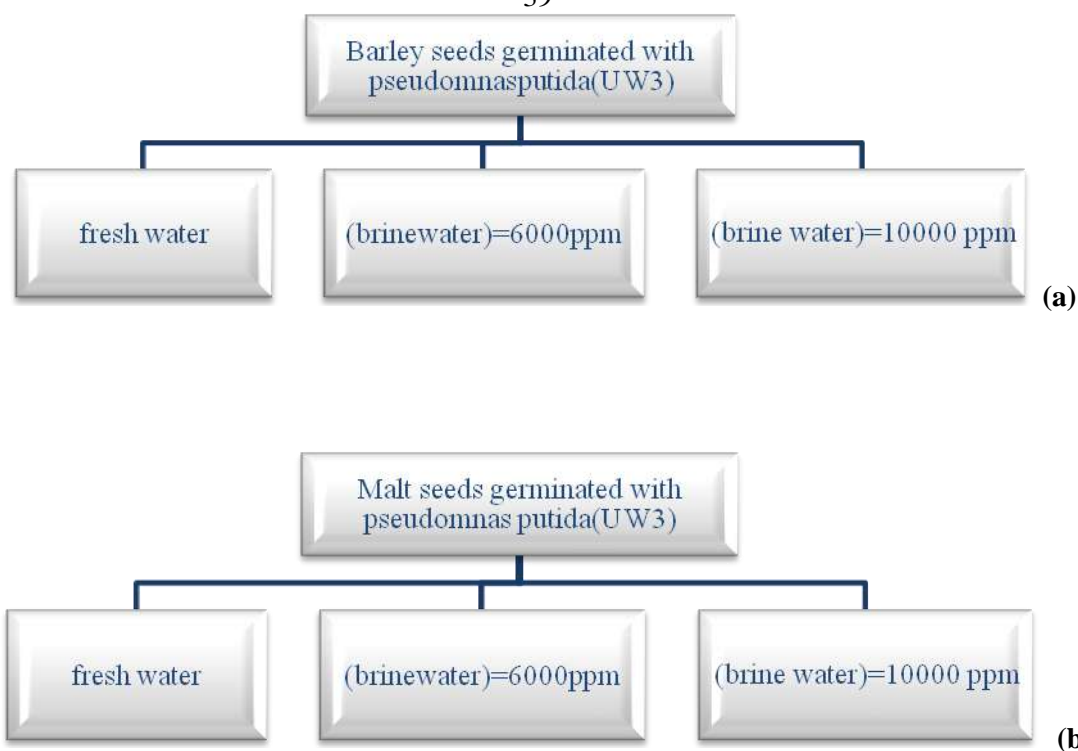 Barley seeds germinated with
pseudomnasputida(UW3)
fresh water
(brinewater)=6000ppm
(brine water)=10000 ppm
(a)
Malt seeds germinated with
pseudomnas putida(UW3)
fresh water
(brinewater)=6000ppm
(brine water)=10000 ppm
(b